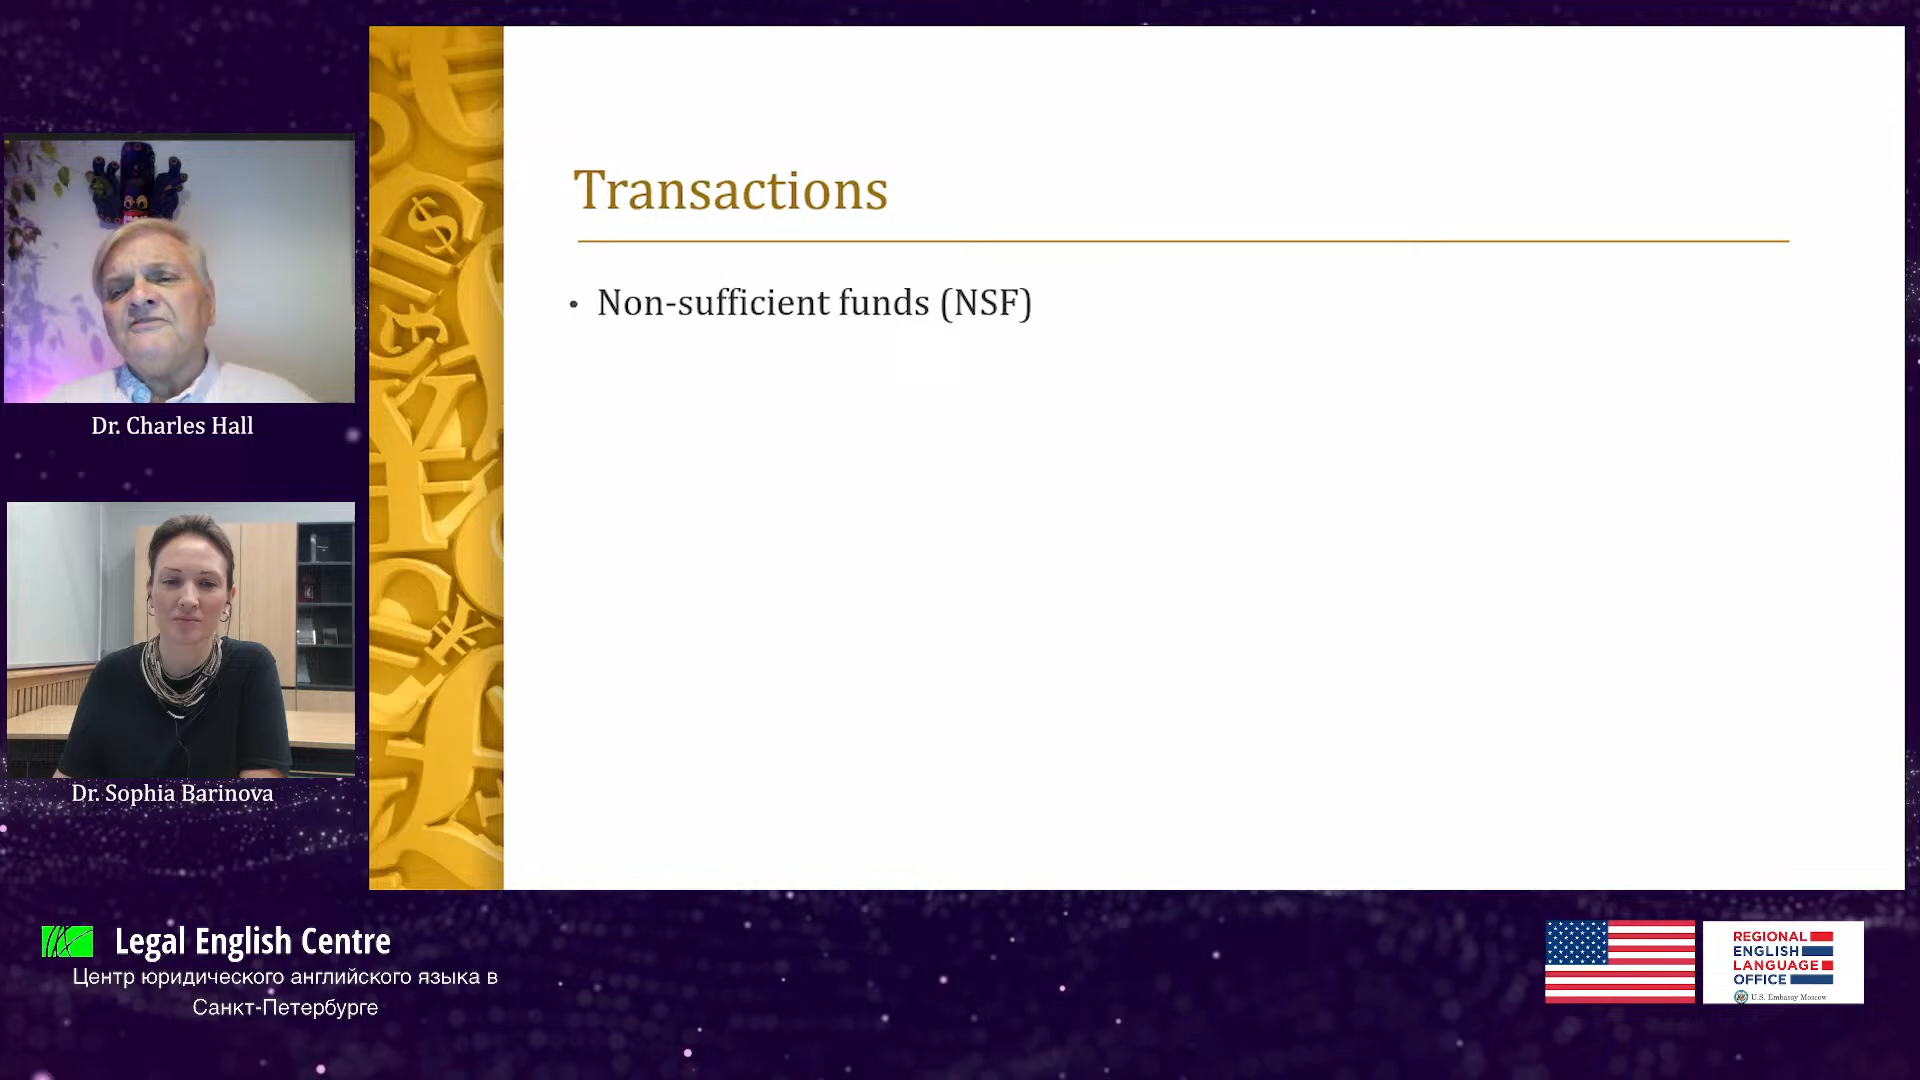 Transactions
• Non-sufficient funds (NSF)
Dr. Charles Hall
Dr. Sophia Barinova
Legal English Centre
Центр юридического английского языка в
Санкт-Петербурге
REGIONAL
ENGLISH
LANGUAGE
OFFICE
U.S. Embassy Moscow